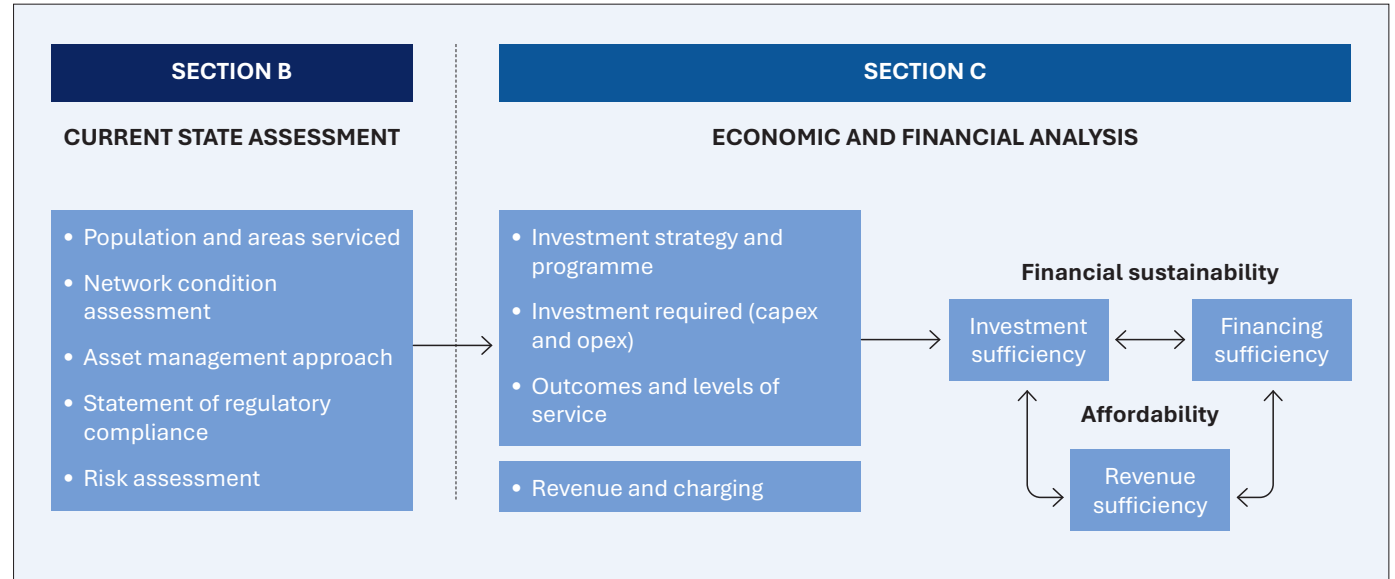 SECTION B
CURRENT STATE ASSESSMENT
• Population and areas serviced
• Network condition
assessment
• Asset management approach
• Statement of regulatory
compliance
• Risk assessment
SECTION C
ECONOMIC AND FINANCIAL ANALYSIS
• Investment strategy and
programme
• Investment required (capex
and opex)
• Outcomes and levels of
service
• Revenue and charging
Financial sustainability
Investment
sufficiency
Financing
sufficiency
Affordability
Revenue
sufficiency